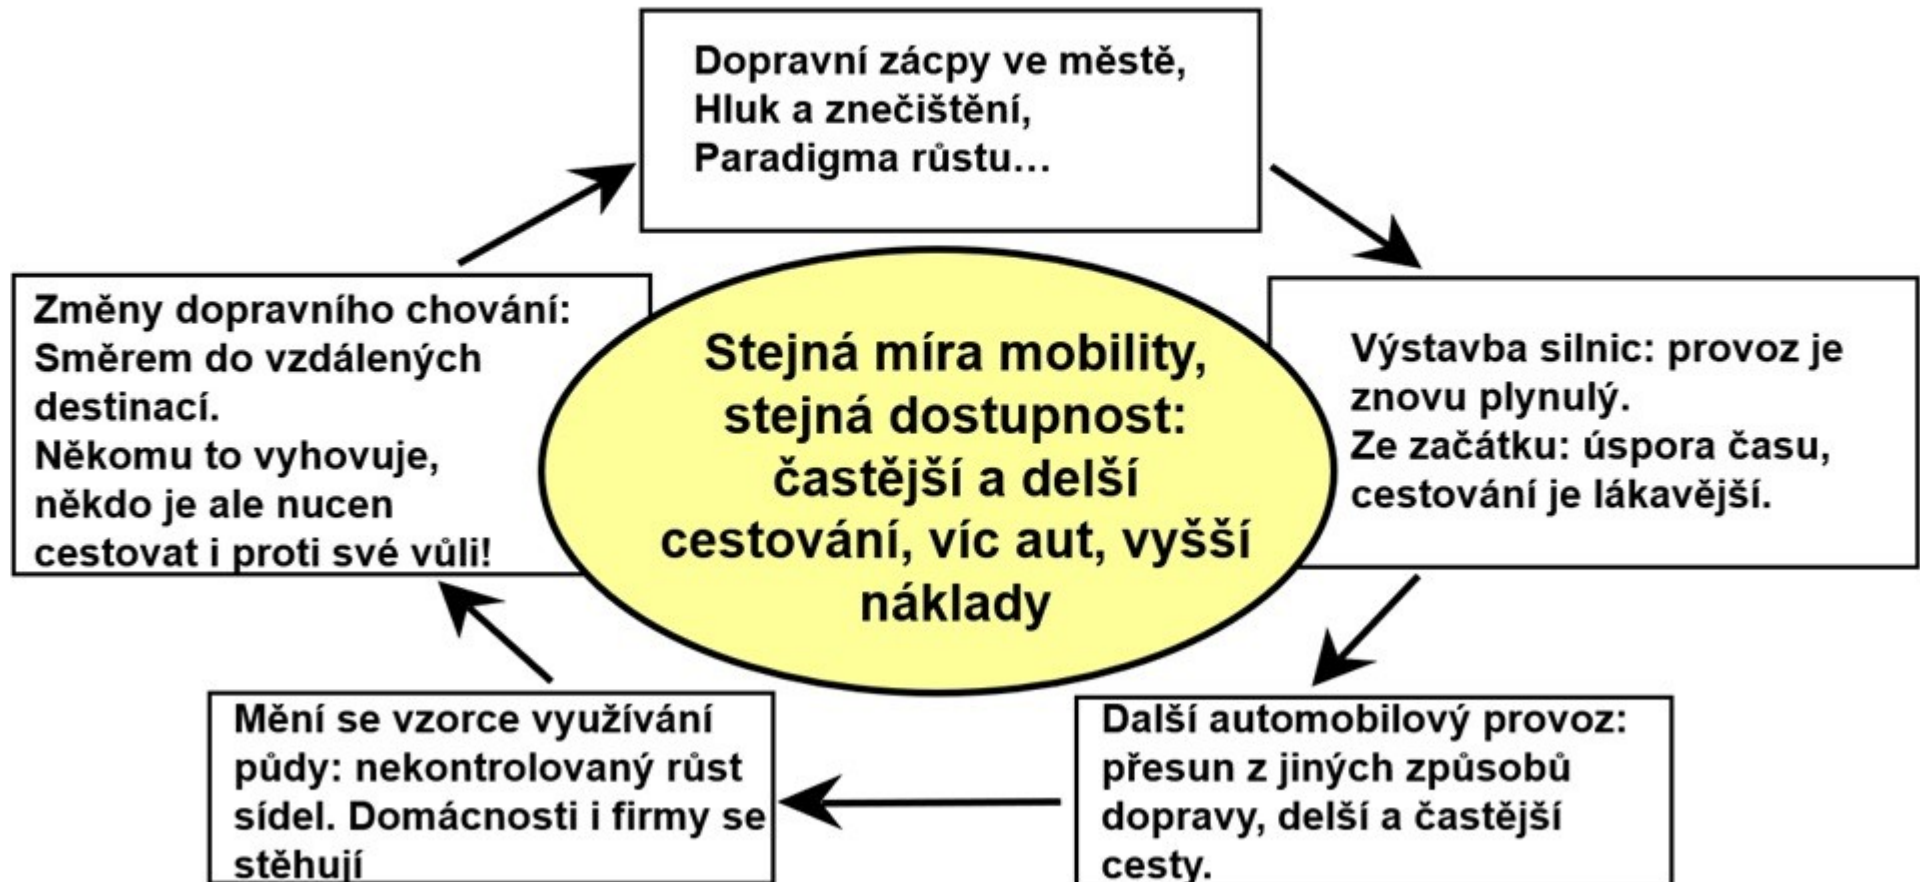 Dopravní zácpy ve městě,
Hluk a znečištění,
Paradigma růstu…
Změny dopravního chování:
Směrem do vzdálených
destinací.
Někomu to vyhovuje,
někdo je ale nucen
cestovat i proti své vůli!
Stejná míra mobility,
stejná dostupnost:
častější a delší
cestování, víc aut, vyšší
náklady
Výstavba silnic: provoz je
znovu plynulý.
Ze začátku: úspora času,
cestování je lákavější.
Mění se vzorce využívání
půdy: nekontrolovaný růst
sídel. Domácnosti i firmy se
stěhují
Další automobilový provoz:
přesun z jiných způsobů
dopravy, delší a častější
cesty.